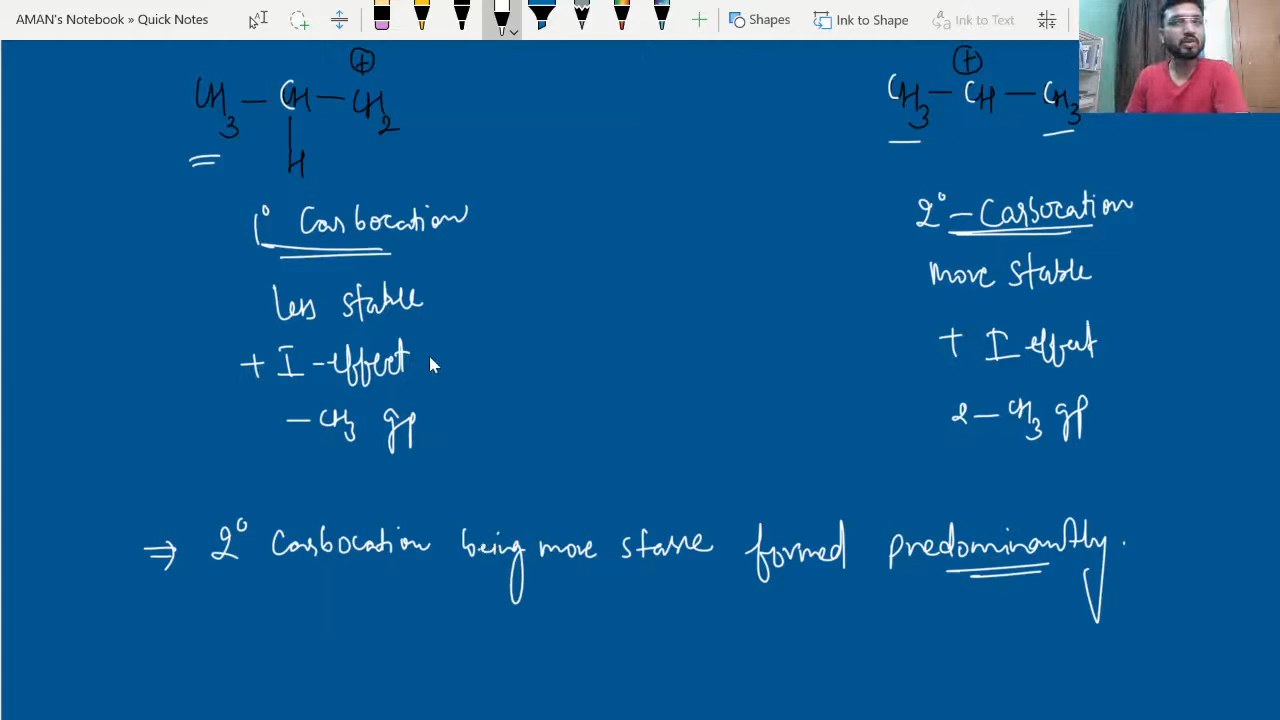 AMAN's Notebook » Quick Notes
Shapes
Ink to Shape
Ink to Text
CH3 — CH — CH2
⊕
H
CH3 — CH — CH3
⊕
1° Carbocation
less stable
+ I - effect
— CH3 gp
2° - Carbocation
more stable
+ I effect
2 — CH3 gp
⇒ 2° Carbocation being more stable formed predominantly.